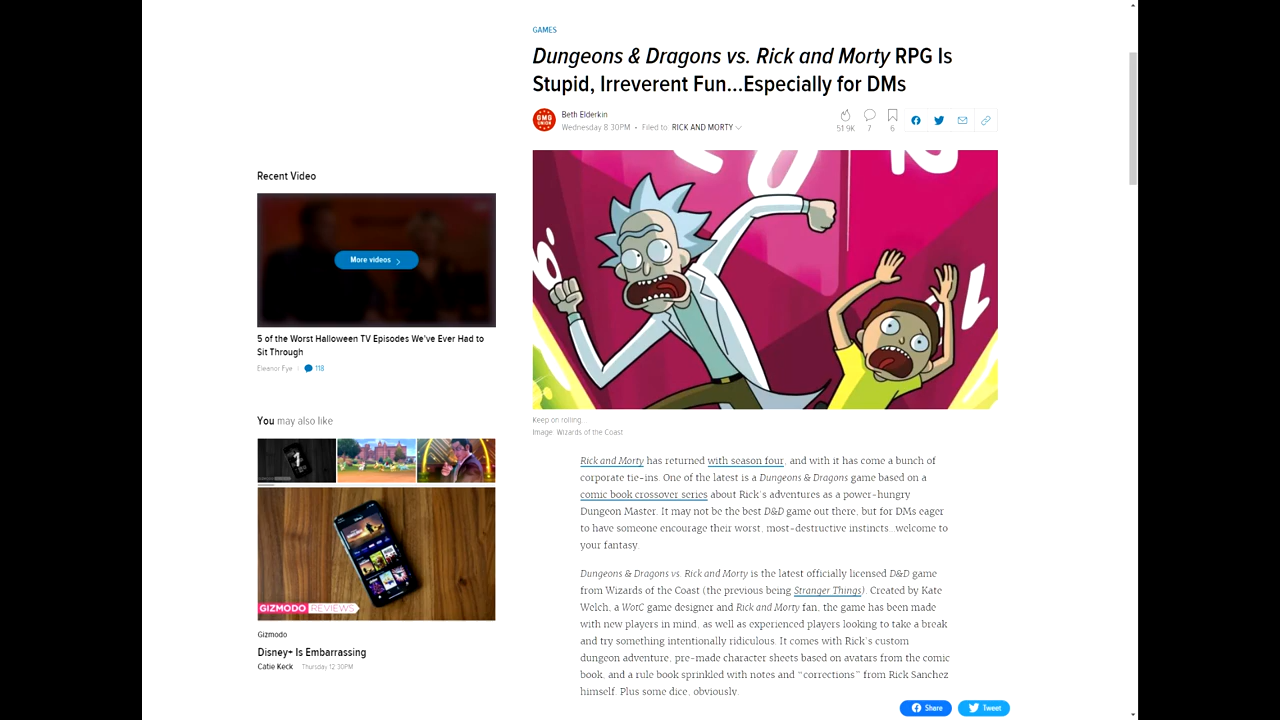 GAMES
Dungeons & Dragons vs. Rick and Morty RPG Is
Stupid, Irreverent Fun...Especially for DMs
GMG
UNION
Beth Elderkin
Wednesday 8:30PM • Filed to: RICK AND MORTY
51.9K 7 6
Recent Video
More videos
5 of the Worst Halloween TV Episodes We've Ever Had to
Sit Through
Eleanor Fye | 118
You may also like
GIZMODO REVIEWS
Gizmodo
Disney+ Is Embarrassing
Catie Keck Thursday 12:30PM
Keep on rolling.
Image: Wizards of the Coast
Rick and Morty has returned with season four, and with it has come a bunch of
corporate tie-ins. One of the latest is a Dungeons & Dragons game based on a
comic book crossover series about Rick's adventures as a power-hungry
Dungeon Master. It may not be the best D&D game out there, but for DMs eager
to have someone encourage their worst, most-destructive instincts...welcome to
your fantasy.
Dungeons & Dragons vs. Rick and Morty is the latest officially licensed D&D game
from Wizards of the Coast (the previous being Stranger Things). Created by Kate
Welch, a WotC game designer and Rick and Morty fan, the game has been made
with new players in mind, as well as experienced players looking to take a break
and try something intentionally ridiculous. It comes with Rick's custom
dungeon adventure, pre-made character sheets based on avatars from the comic
book, and a rule book sprinkled with notes and “corrections” from Rick Sanchez
himself. Plus some dice, obviously.
Share Tweet